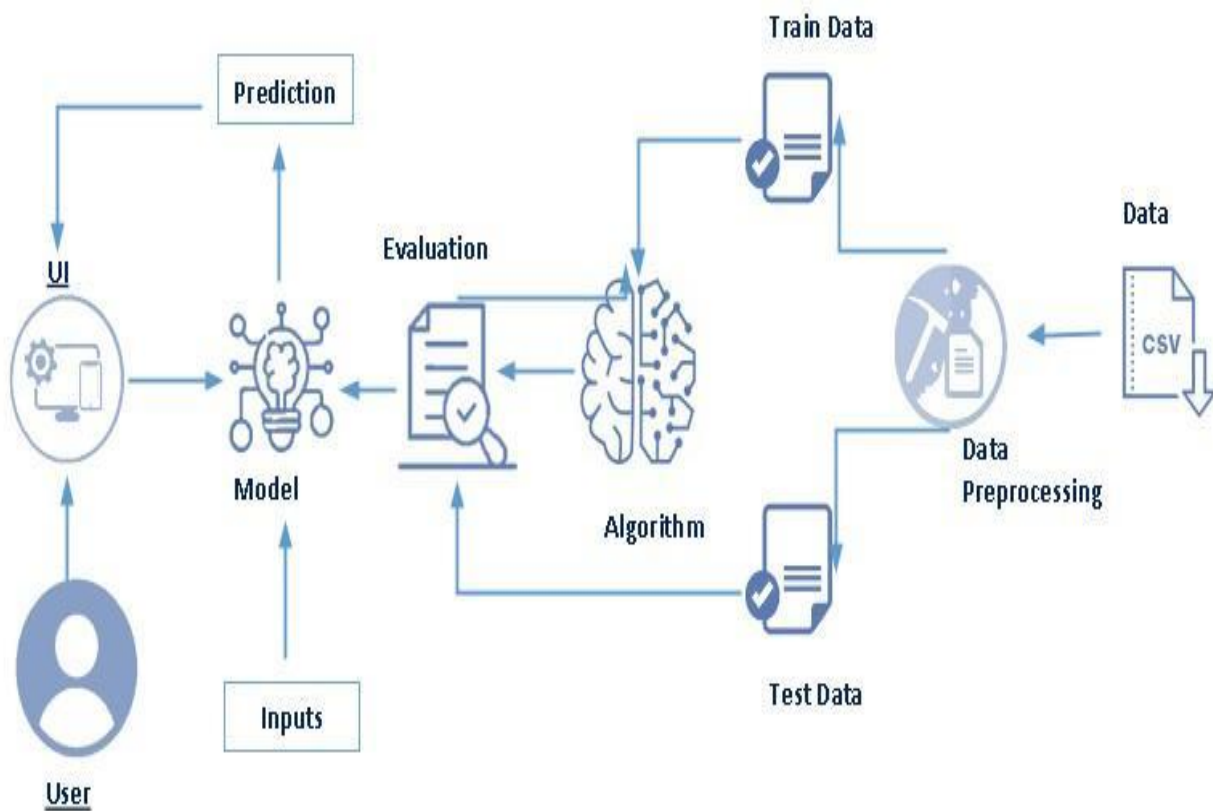 Train Data
Prediction
Data
Evaluation
UI
CSV
Data
Preprocessing
Model
Algorithm
Test Data
Inputs
User